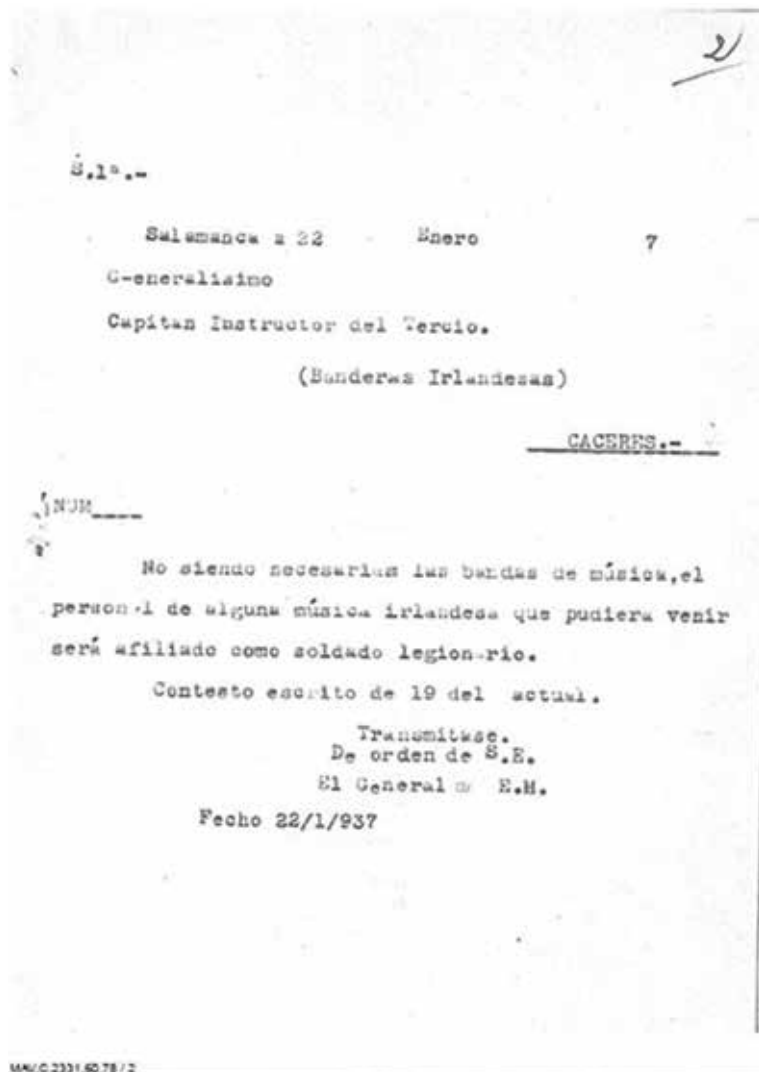 2/
S.1ª.-
Salamanca a 22 Enero 7
G-eneralisimo
Capitan Instructor del Tercio.
(Banderas Irlandesas)
CACERES.-
NUM____
No siendo necesarias las bandas de música,el
personal de alguna música irlandesa que pudiera venir
será afiliado como soldado legionario.
Contesto escrito de 19 del actual.
Transmitase.
De orden de S.E.
El General E.M.
Fecho 22/1/937